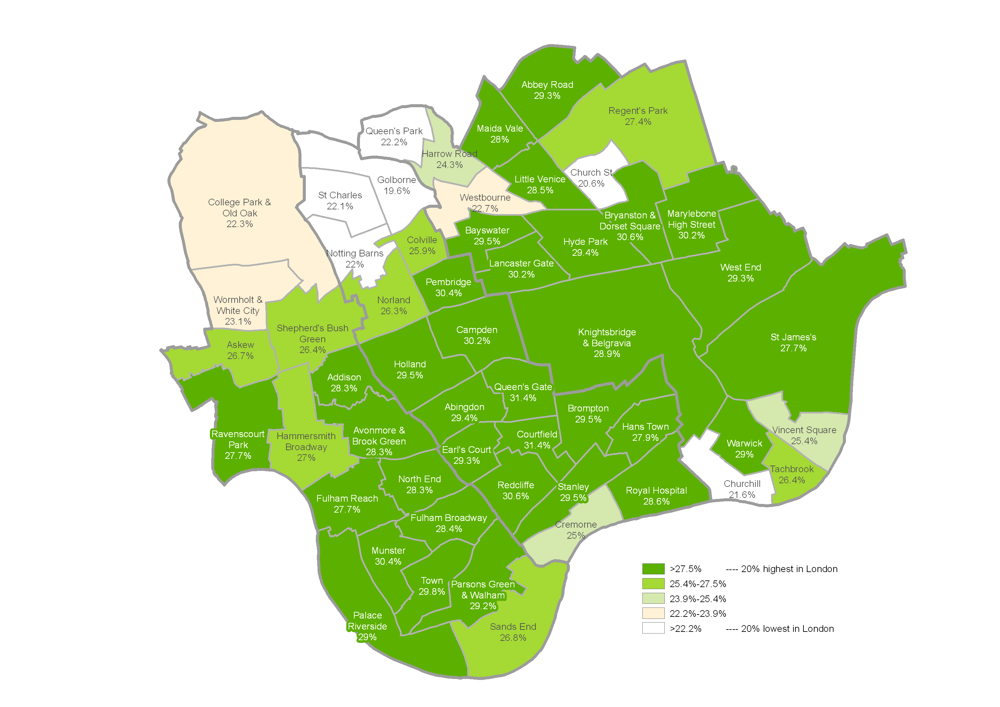 Abbey Road
29.3%
Regent's Park
27.4%
Maida Vale
28%
Queen's Park
22.2%
Harrow Road
24.3%
Church St
20.6%
Little Venice
28.5%
Golborne
19.6%
St Charles
22.1%
Westbourne
22.7%
College Park &
Old Oak
22.3%
Bryanston &
Dorset Square
30.6%
Marylebone
High Street
30.2%
Bayswater
29.5%
Hyde Park
29.4%
Colville
25.9%
Notting Barns
22%
Lancaster Gate
30.2%
West End
29.3%
Pembridge
30.4%
Norland
26.3%
Wormholt &
White City
23.1%
Shepherd's Bush
Green
26.4%
Campden
30.2%
Knightsbridge
& Belgravia
28.9%
St James's
27.7%
Askew
26.7%
Holland
29.5%
Addison
28.3%
Queen's Gate
31.4%
Abingdon
29.4%
Brompton
29.5%
Hans Town
27.9%
Vincent Square
25.4%
Ravenscourt
Park
27.7%
Hammersmith
Broadway
27%
Avonmore &
Brook Green
28.3%
Courtfield
31.4%
Earl's Court
29.3%
Warwick
29%
Tachbrook
26.4%
North End
28.3%
Redcliffe
30.6%
Stanley
29.5%
Royal Hospital
28.6%
Churchill
21.6%
Fulham Reach
27.7%
Fulham Broadway
28.4%
Cremorne
25%
Munster
30.4%
Town
29.8%
Parsons Green
& Walham
29.2%
Palace
Riverside
29%
Sands End
26.8%
>27.5% ---- 20% highest in London
25.4%-27.5%
23.9%-25.4%
22.2%-23.9%
>22.2% ---- 20% lowest in London